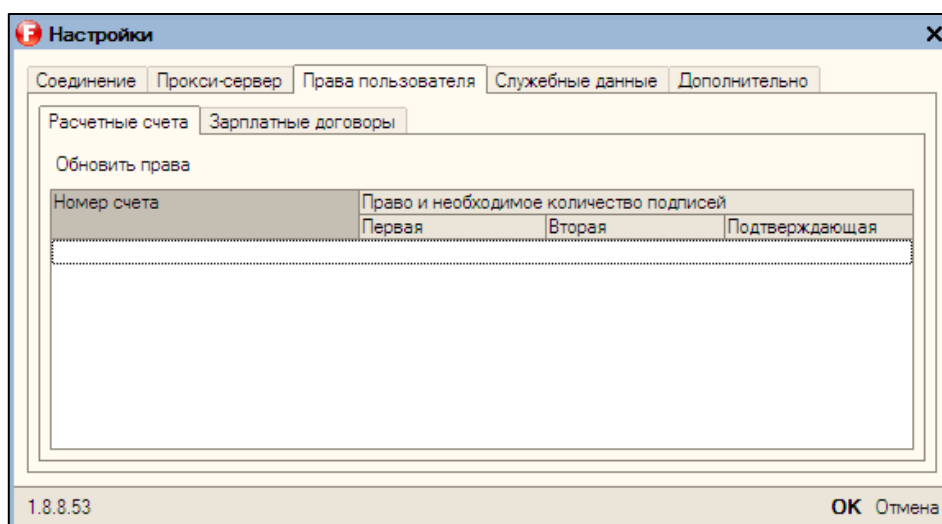 Настройки
Соединение Прокси-сервер Права пользователя Служебные данные Дополнительно
Расчетные счета Зарплатные договоры
Обновить права
Номер счета Право и необходимое количество подписей
Первая Вторая Подтверждающая
1.8.8.53 OK Отмена